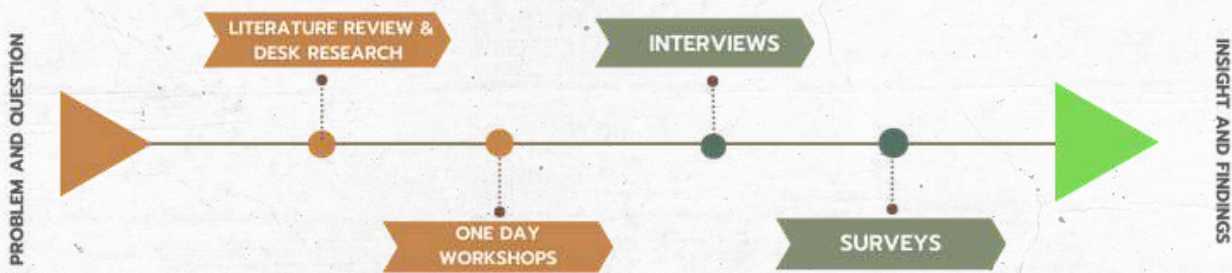 PROBLEM AND QUESTION
LITERATURE REVIEW &
DESK RESEARCH
ONE DAY
WORKSHOPS
INTERVIEWS
SURVEYS
INSIGHT AND FINDINGS